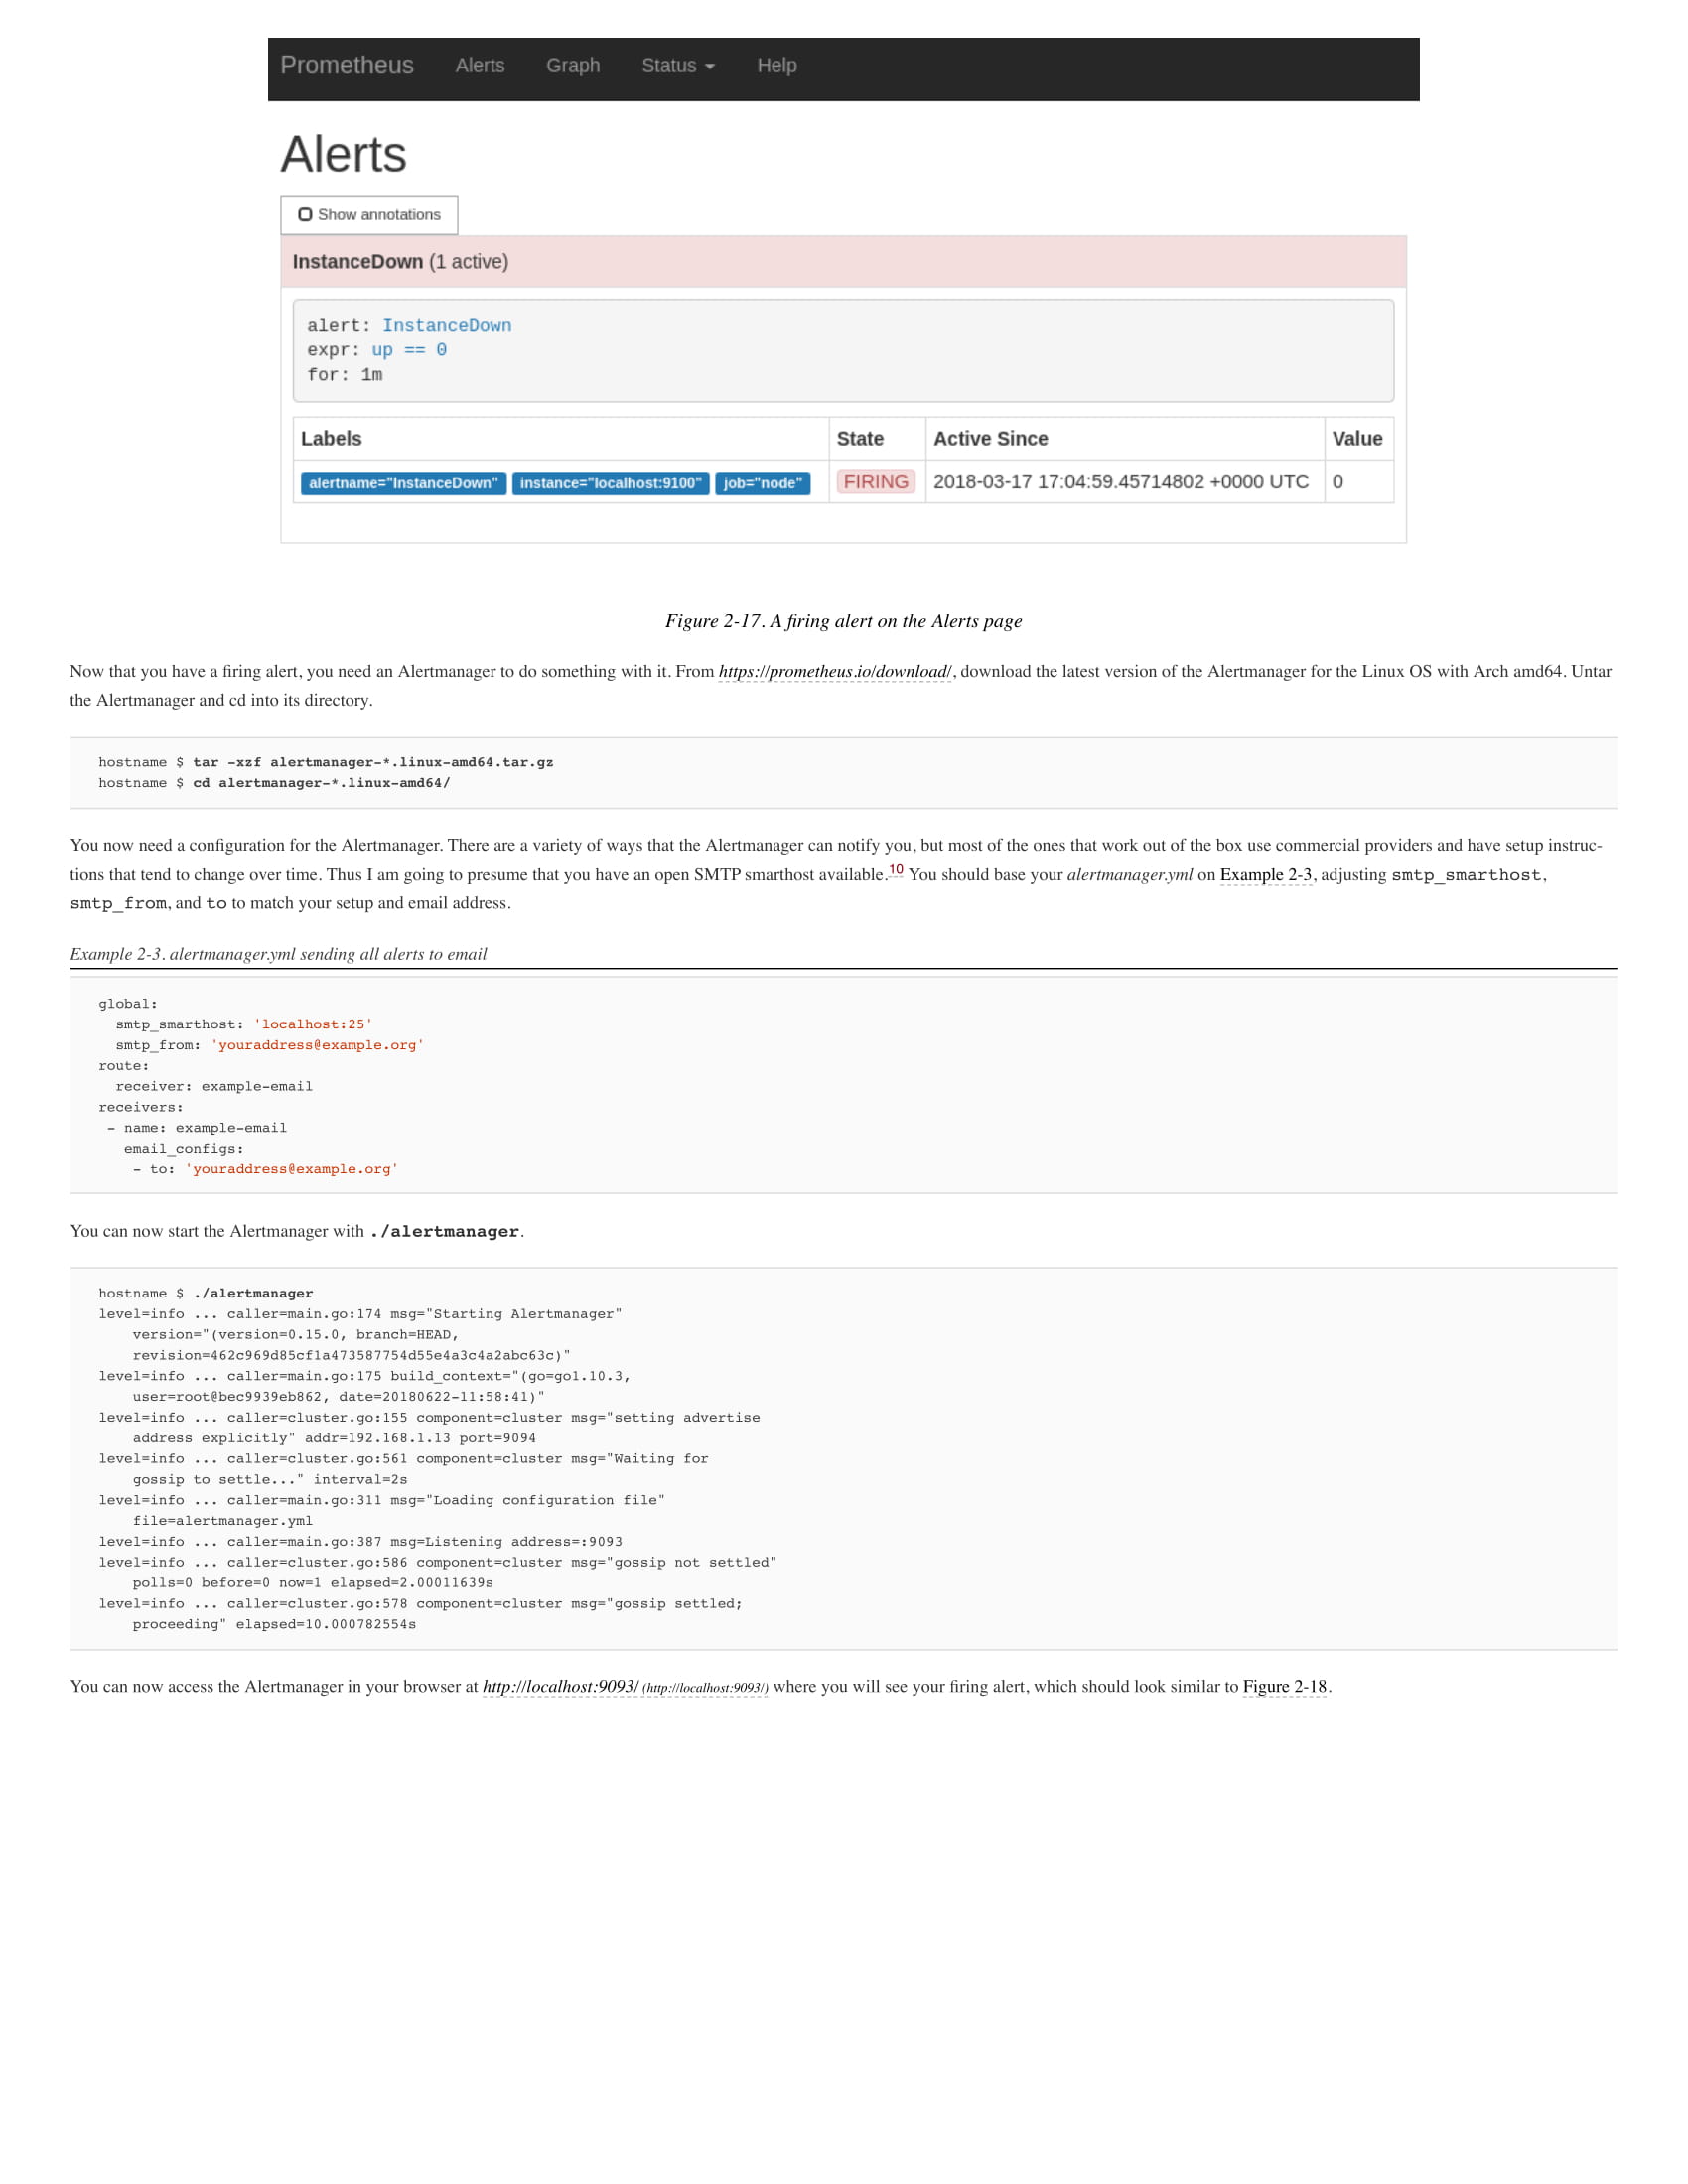 Prometheus Alerts Graph Status Help
Alerts
Show annotations
InstanceDown (1 active)
alert: InstanceDown
expr: up == 0
for: 1m
Labels State Active Since Value
alertname="InstanceDown" instance="localhost:9100" job="node" FIRING 2018-03-17 17:04:59.45714802 +0000 UTC 0
Figure 2-17. A firing alert on the Alerts page
Now that you have a firing alert, you need an Alertmanager to do something with it. From https://prometheus.io/download/, download the latest version of the Alertmanager for the Linux OS with Arch amd64. Untar
the Alertmanager and cd into its directory.
hostname $ tar -xzf alertmanager-*.linux-amd64.tar.gz
hostname $ cd alertmanager-*.linux-amd64/
You now need a configuration for the Alertmanager. There are a variety of ways that the Alertmanager can notify you, but most of the ones that work out of the box use commercial providers and have setup instruc-
tions that tend to change over time. Thus I am going to presume that you have an open SMTP smarthost available.10 You should base your alertmanager.yml on Example 2-3, adjusting smtp_smarthost,
smtp_from, and to to match your setup and email address.
Example 2-3. alertmanager.yml sending all alerts to email
global:
  smtp_smarthost: 'localhost:25'
  smtp_from: 'youraddress@example.org'
route:
  receiver: example-email
receivers:
 - name: example-email
   email_configs:
    - to: 'youraddress@example.org'
You can now start the Alertmanager with ./alertmanager.
hostname $ ./alertmanager
level=info ... caller=main.go:174 msg="Starting Alertmanager"
    version="(version=0.15.0, branch=HEAD,
    revision=462c969d85cf1a473587754d55e4a3c4a2abc63c)"
level=info ... caller=main.go:175 build_context="(go=go1.10.3,
    user=root@bec9939eb862, date=20180622-11:58:41)"
level=info ... caller=cluster.go:155 component=cluster msg="setting advertise
    address explicitly" addr=192.168.1.13 port=9094
level=info ... caller=cluster.go:561 component=cluster msg="Waiting for
    gossip to settle..." interval=2s
level=info ... caller=main.go:311 msg="Loading configuration file"
    file=alertmanager.yml
level=info ... caller=main.go:387 msg=Listening address=:9093
level=info ... caller=cluster.go:586 component=cluster msg="gossip not settled"
    polls=0 before=0 now=1 elapsed=2.00011639s
level=info ... caller=cluster.go:578 component=cluster msg="gossip settled;
    proceeding" elapsed=10.000782554s
You can now access the Alertmanager in your browser at http://localhost:9093/ (http://localhost:9093/) where you will see your firing alert, which should look similar to Figure 2-18.